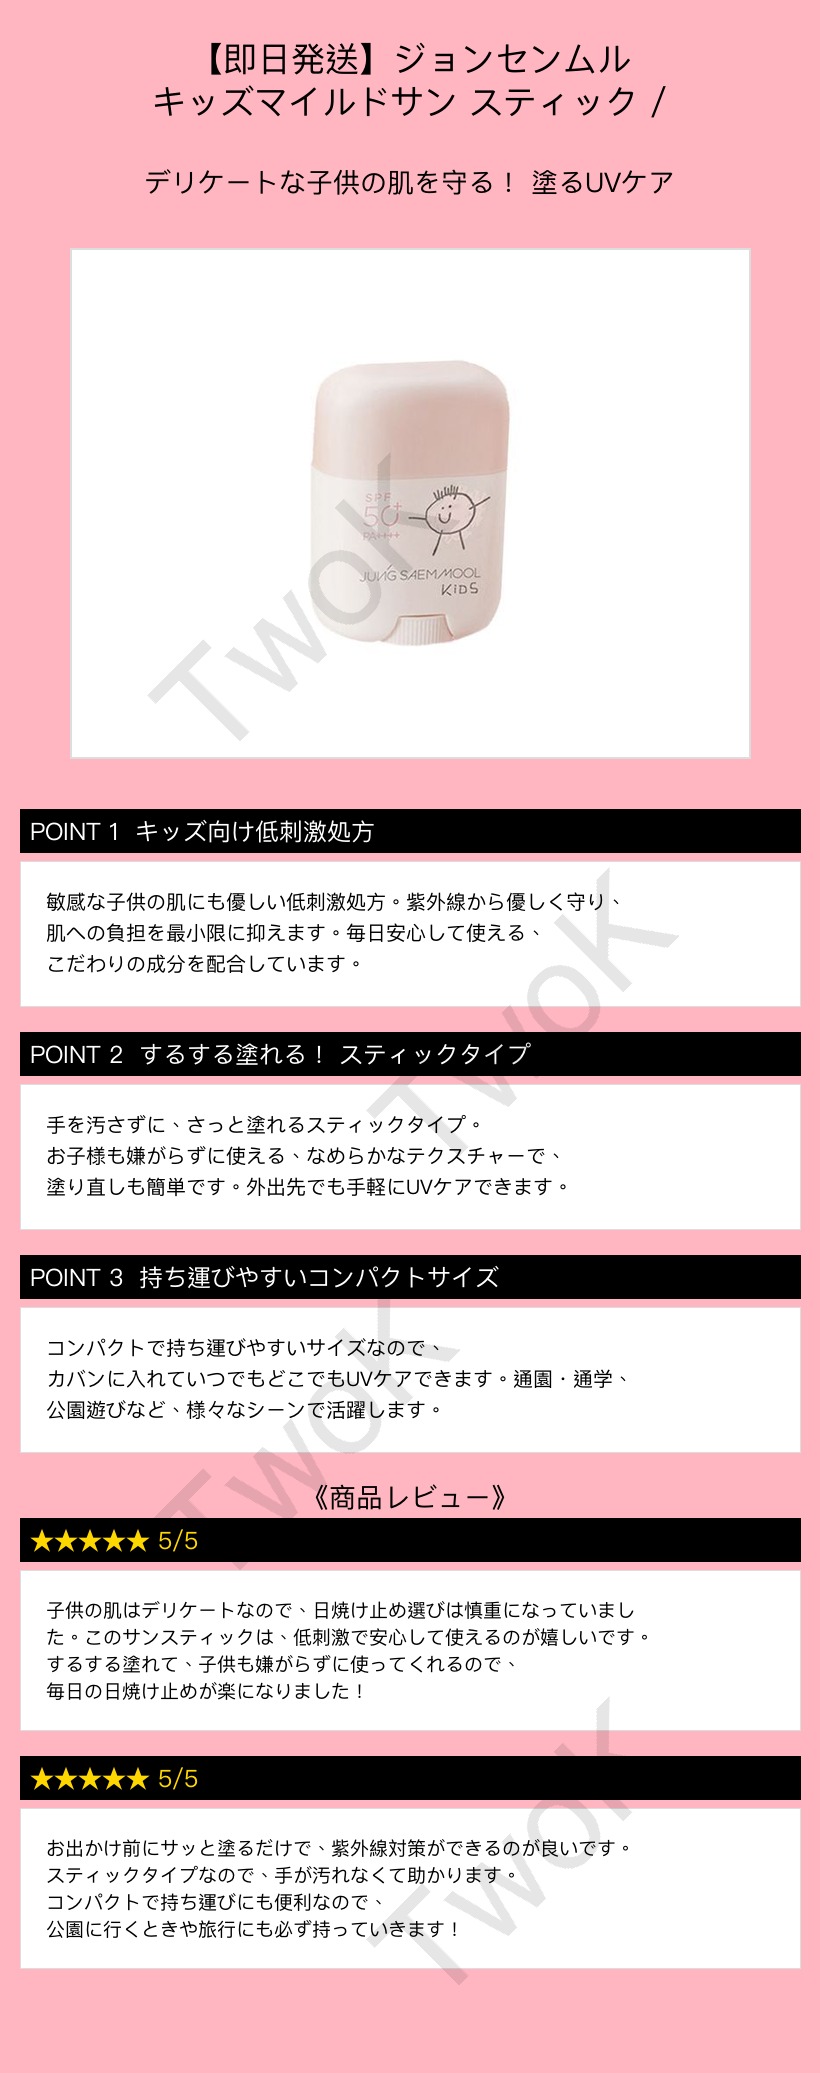 【即日発送】ジョンセンムル
キッズマイルドサン スティック /
デリケートな子供の肌を守る！ 塗るUVケア
SPF
50+
PA++++
JUNG SAEM MOOL
KiDS
TwoK
POINT 1 キッズ向け低刺激処方
敏感な子供の肌にも優しい低刺激処方。紫外線から優しく守り、
肌への負担を最小限に抑えます。毎日安心して使える、
こだわりの成分を配合しています。
TwoK
POINT 2 するする塗れる！ スティックタイプ
手を汚さずに、さっと塗れるスティックタイプ。
お子様も嫌がらずに使える、なめらかなテクスチャーで、
塗り直しも簡単です。外出先でも手軽にUVケアできます。
POINT 3 持ち運びやすいコンパクトサイズ
コンパクトで持ち運びやすいサイズなので、
カバンに入れていつでもどこでもUVケアできます。通園・通学、
公園遊びなど、様々なシーンで活躍します。
TwoK
《商品レビュー》
★★★★★ 5/5
子供の肌はデリケートなので、日焼け止め選びは慎重になっていまし
た。このサンスティックは、低刺激で安心して使えるのが嬉しいです。
するする塗れて、子供も嫌がらずに使ってくれるので、
毎日の日焼け止めが楽になりました！
★★★★★ 5/5
お出かけ前にサッと塗るだけで、紫外線対策ができるのが良いです。
スティックタイプなので、手が汚れなくて助かります。
コンパクトで持ち運びにも便利なので、
公園に行くときや旅行にも必ず持っていきます！
TwoK